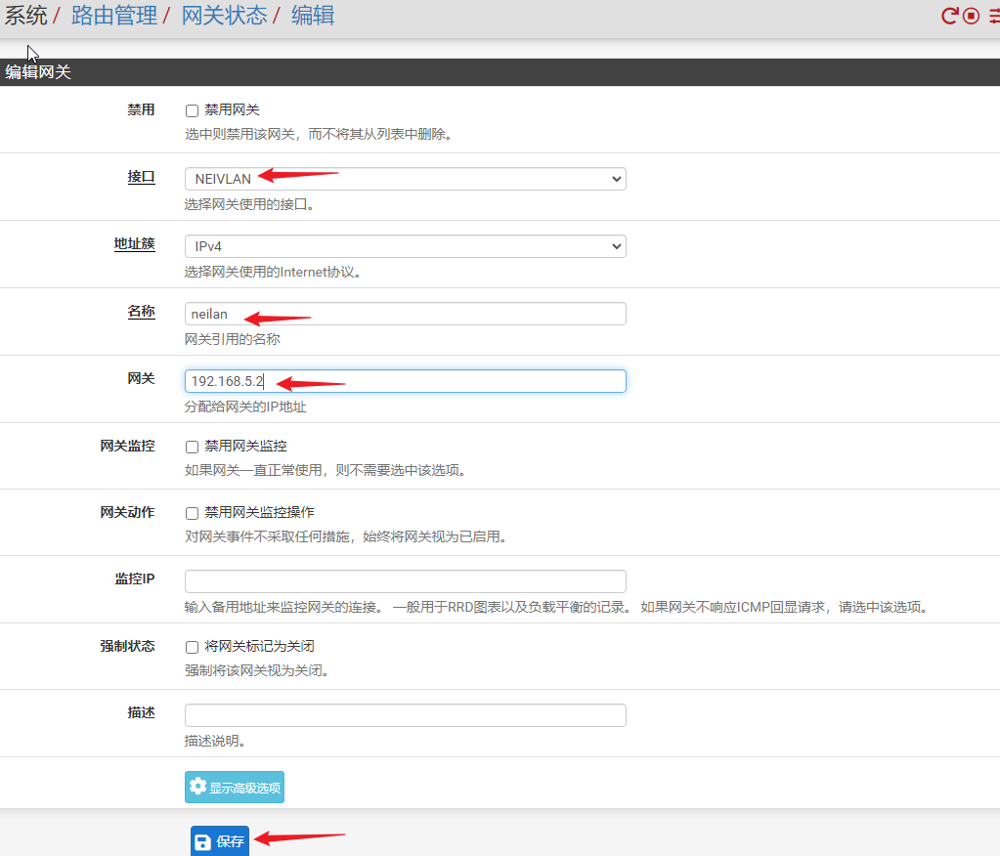 系统 / 路由管理 / 网关状态 / 编辑
编辑网关
禁用
禁用网关
选中则禁用该网关，而不将其从列表中删除。
接口
NEIVLAN
选择网关使用的接口。
地址簇
IPv4
选择网关使用的Internet协议。
名称
neilan
网关引用的名称
网关
192.168.5.2
分配给网关的IP地址
网关监控
禁用网关监控
如果网关一直正常使用，则不需要选中该选项。
网关动作
禁用网关监控操作
对网关事件不采取任何措施，始终将网关视为已启用。
监控IP
输入备用地址来监控网关的连接。 一般用于RRD图表以及负载平衡的记录。 如果网关不响应ICMP回显请求，请选中该选项。
强制状态
将网关标记为关闭
强制将该网关视为关闭。
描述
描述说明。
显示高级选项
保存